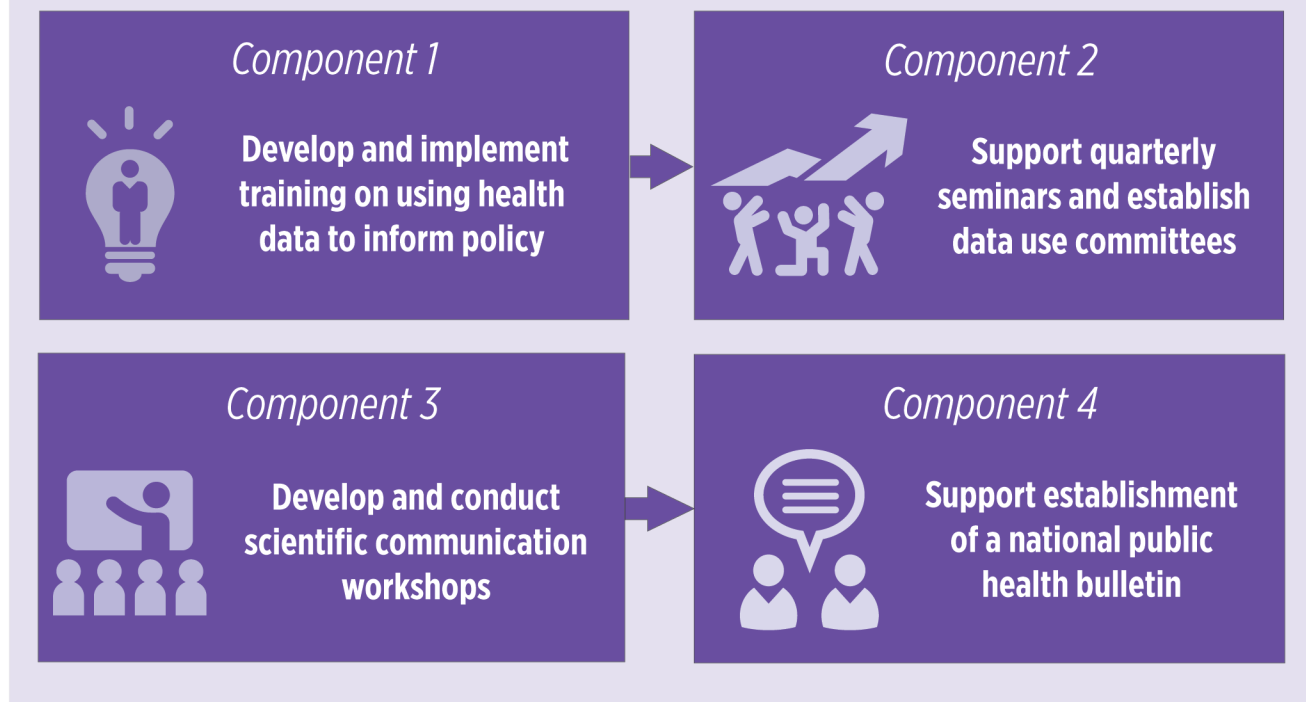 Component 1
Develop and implement
training on using health
data to inform policy
Component 2
Support quarterly
seminars and establish
data use committees
Component 3
Develop and conduct
scientific communication
workshops
Component 4
Support establishment
of a national public
health bulletin